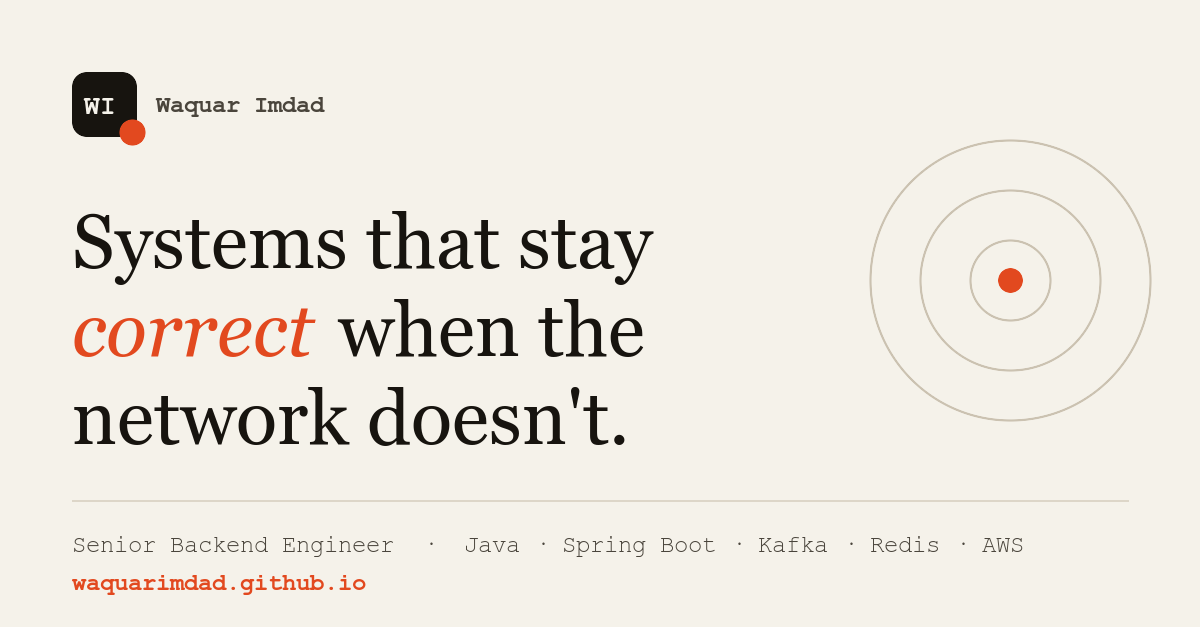 WI
Waquar Imdad
Systems that stay
correct when the
network doesn't.
Senior Backend Engineer · Java · Spring Boot · Kafka · Redis · AWS
waquarimdad.github.io